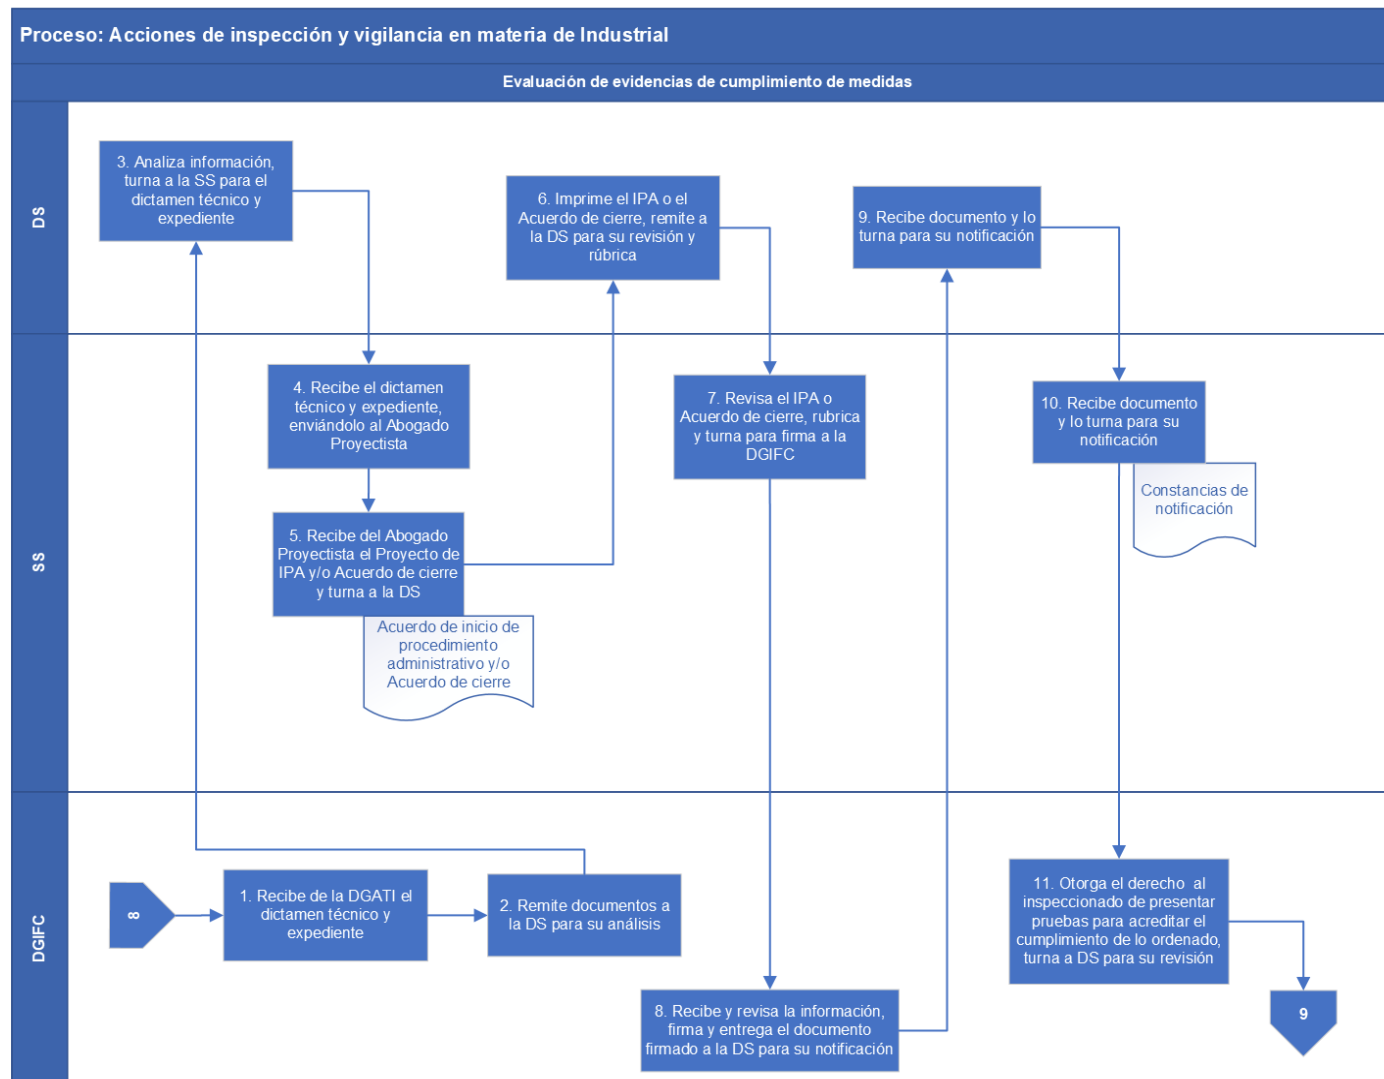 Proceso: Acciones de inspección y vigilancia en materia de Industrial
Evaluación de evidencias de cumplimiento de medidas
DS
3. Analiza información,
turna a la SS para el
dictamen técnico y
expediente
6. Imprime el IPA o el
Acuerdo de cierre, remite a
la DS para su revisión y
rúbrica
9. Recibe documento y lo
turna para su notificación
SS
4. Recibe el dictamen
técnico y expediente,
enviándolo al Abogado
Proyectista
5. Recibe del Abogado
Proyectista el Proyecto de
IPA y/o Acuerdo de cierre
y turna a la DS
Acuerdo de inicio de
procedimiento
administrativo y/o
Acuerdo de cierre
7. Revisa el IPA o
Acuerdo de cierre, rubrica
y turna para firma a la
DGIFC
10. Recibe documento
y lo turna para su
notificación
Constancias de
notificación
DGIFC
8
1. Recibe de la DGATI el
dictamen técnico y
expediente
2. Remite documentos a
la DS para su análisis
8. Recibe y revisa la información,
firma y entrega el documento
firmado a la DS para su notificación
11. Otorga el derecho  al
inspeccionado de presentar
pruebas para acreditar el
cumplimiento de lo ordenado,
turna a DS para su revisión
9